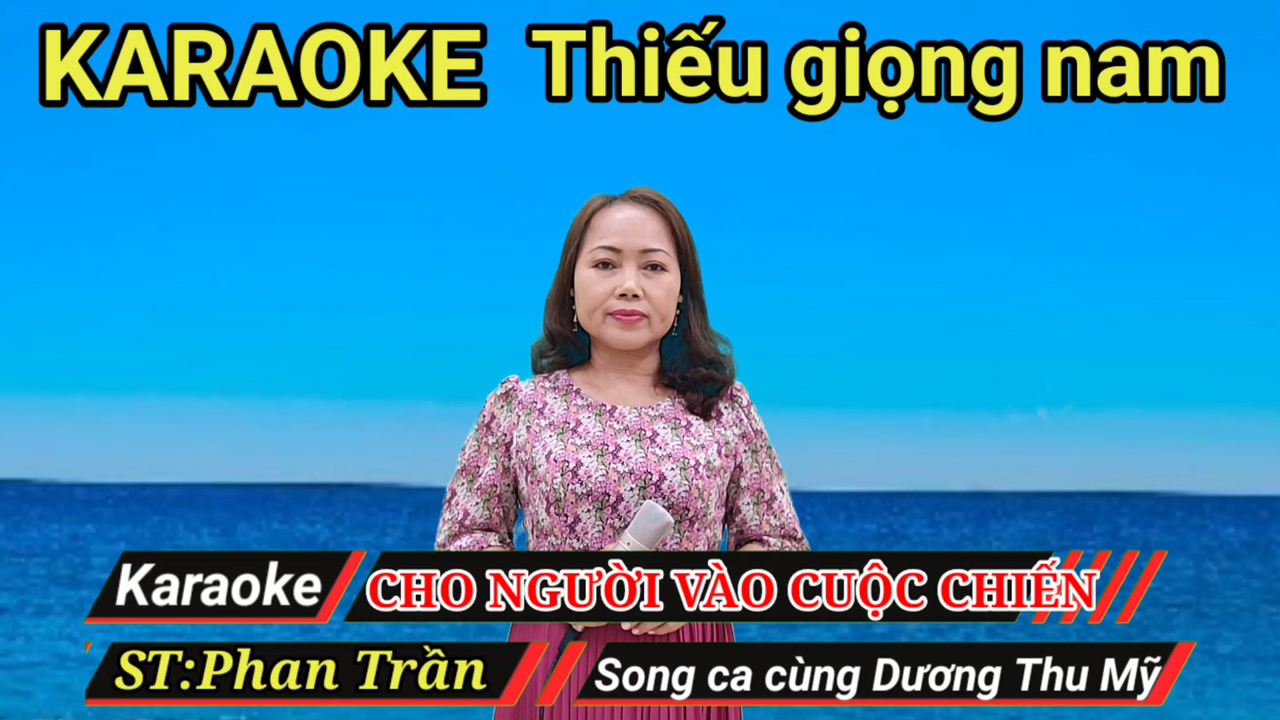 KARAOKE Thiếu giọng nam
Karaoke CHO NGƯỜI VÀO CUỘC CHIẾN
ST:Phan Trần Song ca cùng Dương Thu Mỹ